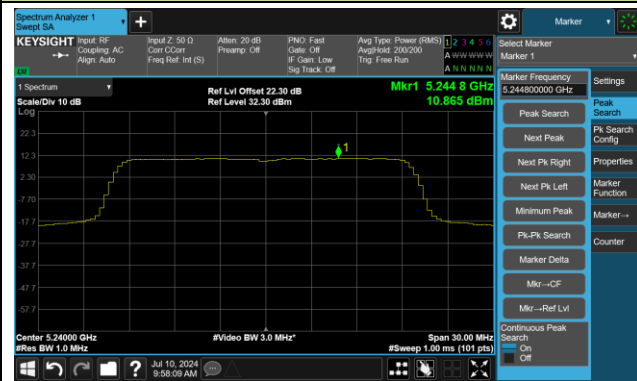 Spectrum Analyzer 1
Swept SA
+
Marker
KEYSIGHT
Input: RF
Coupling: AC
Align: Auto
Input Z: 50 Ω
Corr CCorr
Freq Ref: Int (S)
Atten: 20 dB
Preamp: Off
PNO: Fast
Gate: Off
IF Gain: Low
Sig Track: Off
Avg Type: Power (RMS)
Avg|Hold: 200/200
Trig: Free Run
1 2 3 4 5 6
A W W W W W
A N N N N N
LXI
Select Marker
Marker 1
1 Spectrum
Scale/Div 10 dB
Log
Ref Lvl Offset 22.30 dB
Ref Level 32.30 dBm
Mkr1 5.244 8 GHz
10.865 dBm
22.3
12.3
2.30
-7.70
-17.7
-27.7
-37.7
-47.7
-57.7
1
Center 5.24000 GHz
#Res BW 1.0 MHz
#Video BW 3.0 MHz*
Span 30.00 MHz
#Sweep 1.00 ms (101 pts)
Marker Frequency
5.244800000 GHz
Peak Search
Next Peak
Next Pk Right
Next Pk Left
Minimum Peak
Pk-Pk Search
Marker Delta
Mkr→CF
Mkr→Ref Lvl
Continuous Peak
Search
On
Off
Settings
Peak
Search
Pk Search
Config
Properties
Marker
Function
Marker→
Counter
?
Jul 10, 2024
9:58:09 AM